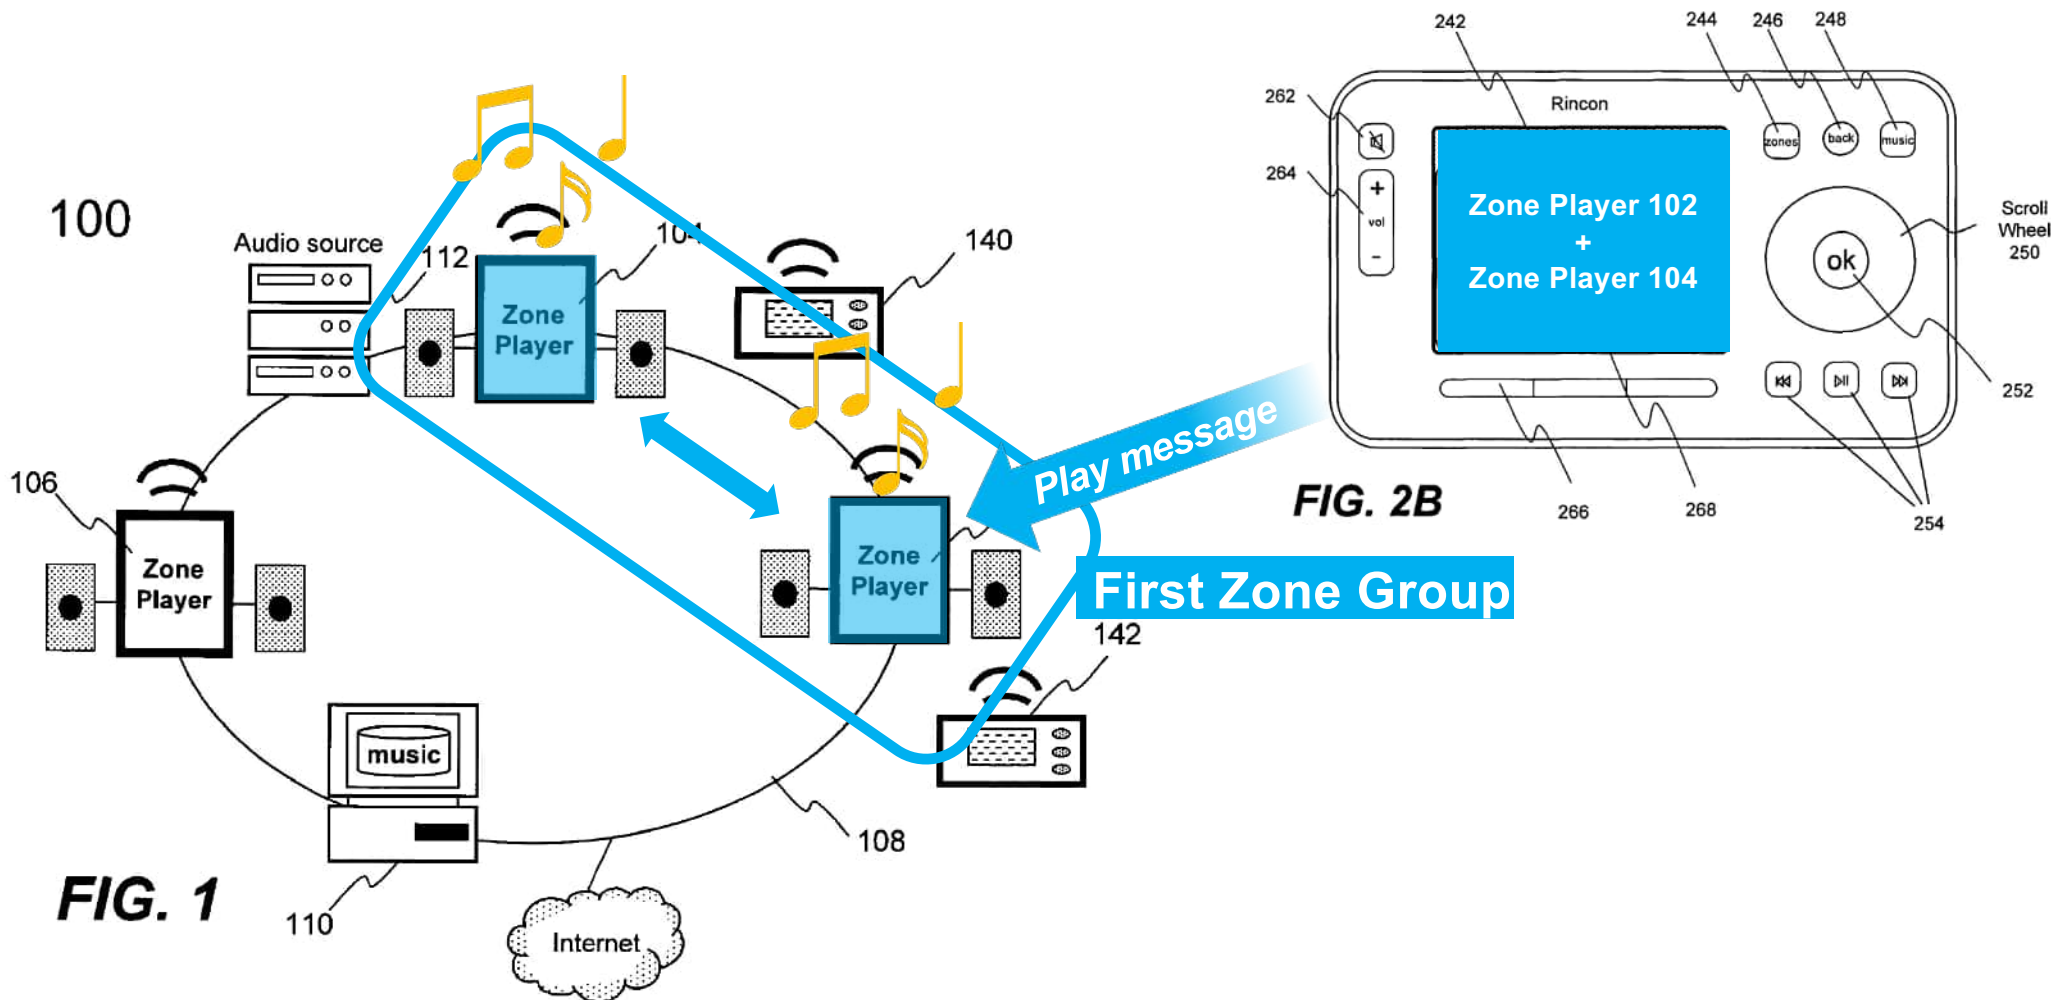 100
Audio source
112
104
140
Zone
Player
106
Zone
Player
Zone
Player
music
110
108
142
Internet
FIG. 1
Play message
First Zone Group
242
244
246
248
262
264
Rincon
zones
back
music
+
vol
-
Zone Player 102
+
Zone Player 104
ok
Scroll
Wheel
250
252
254
266
268
FIG. 2B